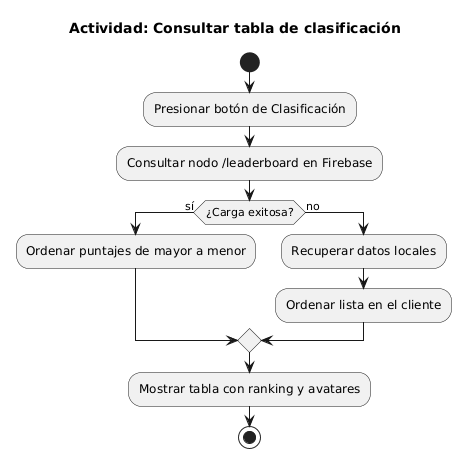 Actividad: Consultar tabla de clasificación
Presionar botón de Clasificación
Consultar nodo /leaderboard en Firebase
sí
¿Carga exitosa?
no
Ordenar puntajes de mayor a menor
Recuperar datos locales
Ordenar lista en el cliente
Mostrar tabla con ranking y avatares